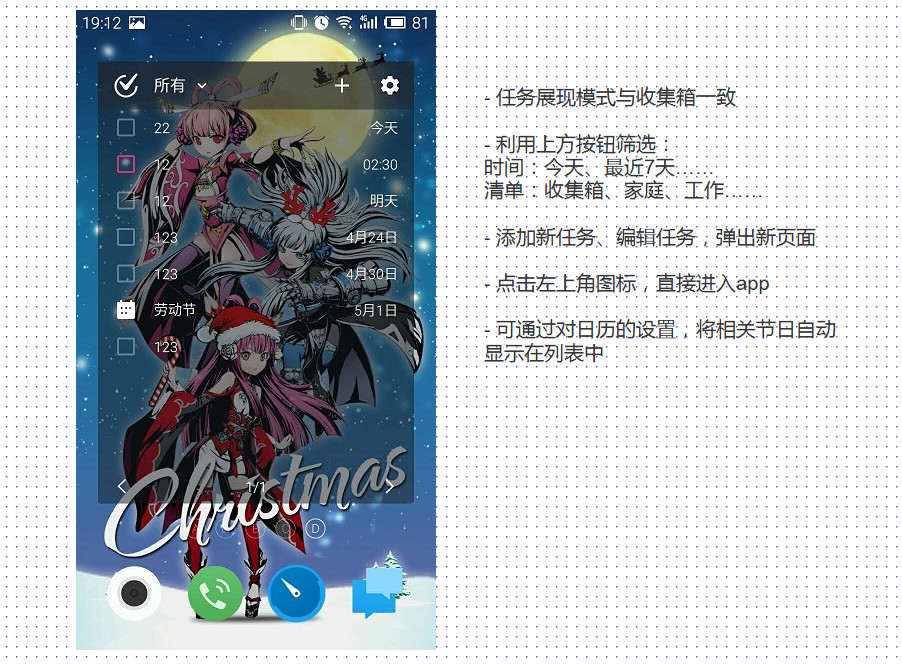 19:12 4G 81
所有
22 今天
12 02:30
12 明天
123 4月24日
123 4月30日
劳动节 5月1日
123
1/1
Christmas
D
- 任务展现模式与收集箱一致
- 利用上方按钮筛选：
时间：今天、最近7天……
清单：收集箱、家庭、工作……
- 添加新任务、编辑任务，弹出新页面
- 点击左上角图标，直接进入app
- 可通过对日历的设置，将相关节日自动
显示在列表中